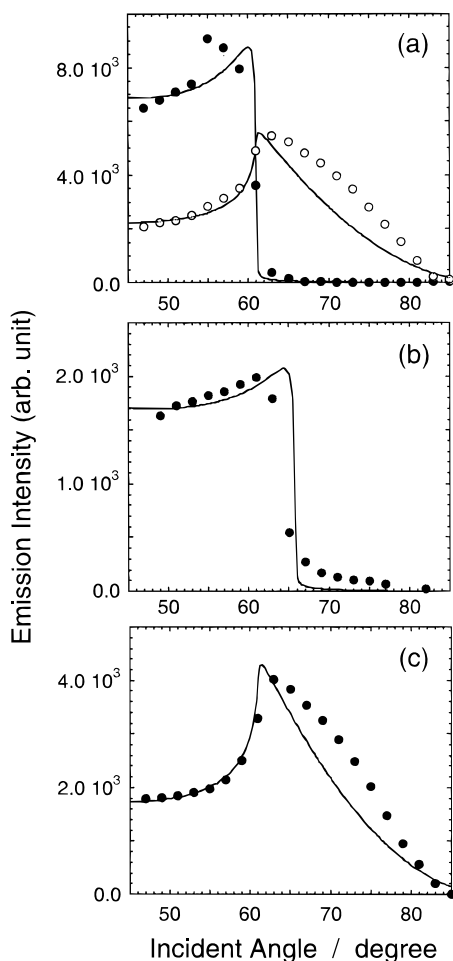 (a)
8.0 10³
4.0 10³
0.0
50 60 70 80
(b)
2.0 10³
1.0 10³
0.0
50 60 70 80
(c)
4.0 10³
2.0 10³
0.0
50 60 70 80
Emission Intensity (arb. unit)
Incident Angle / degree